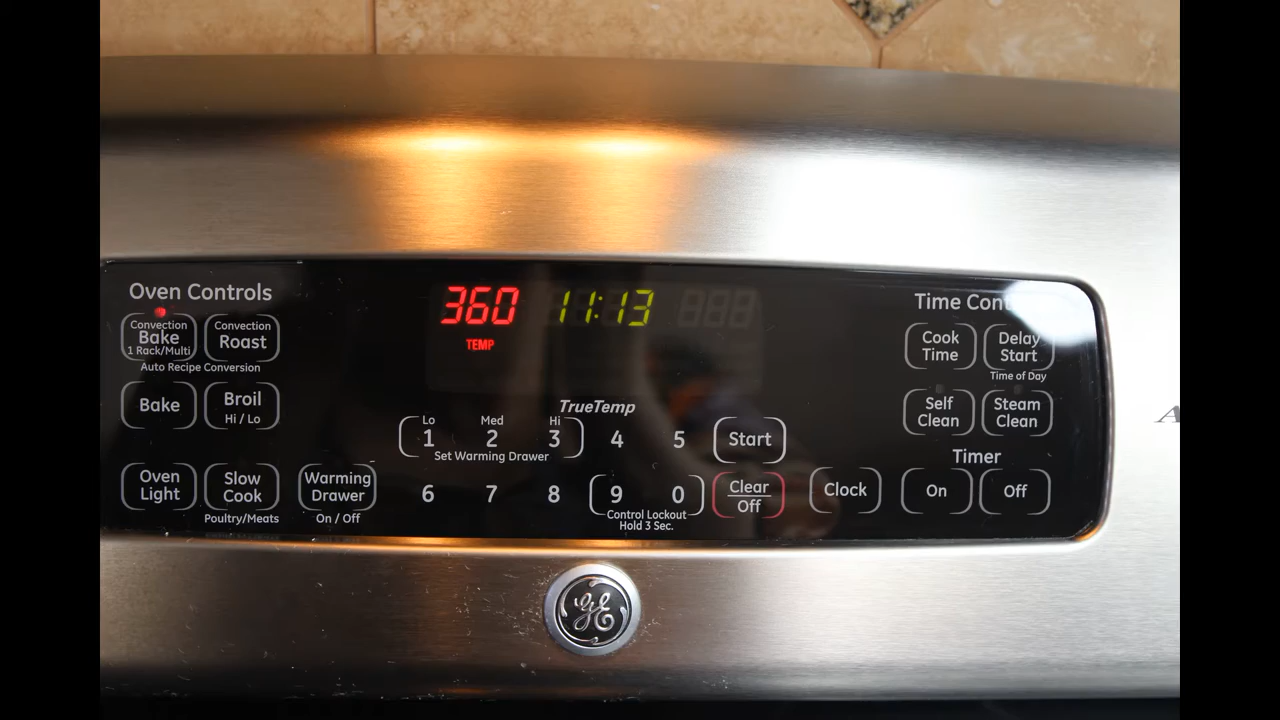 Oven Controls
360 11:13
TEMP
Convection
Bake
1 Rack/Multi
Convection
Roast
Auto Recipe Conversion
Bake
Broil
Hi / Lo
Oven
Light
Slow
Cook
Poultry/Meats
Warming
Drawer
On / Off
TrueTemp
Lo Med Hi
1 2 3 4 5
Set Warming Drawer
6 7 8 9 0
Control Lockout
Hold 3 Sec.
Start
Clear
Off
Time
Cook
Time
Delay
Start
Time of Day
Self
Clean
Steam
Clean
Timer
Clock
On
Off
GE